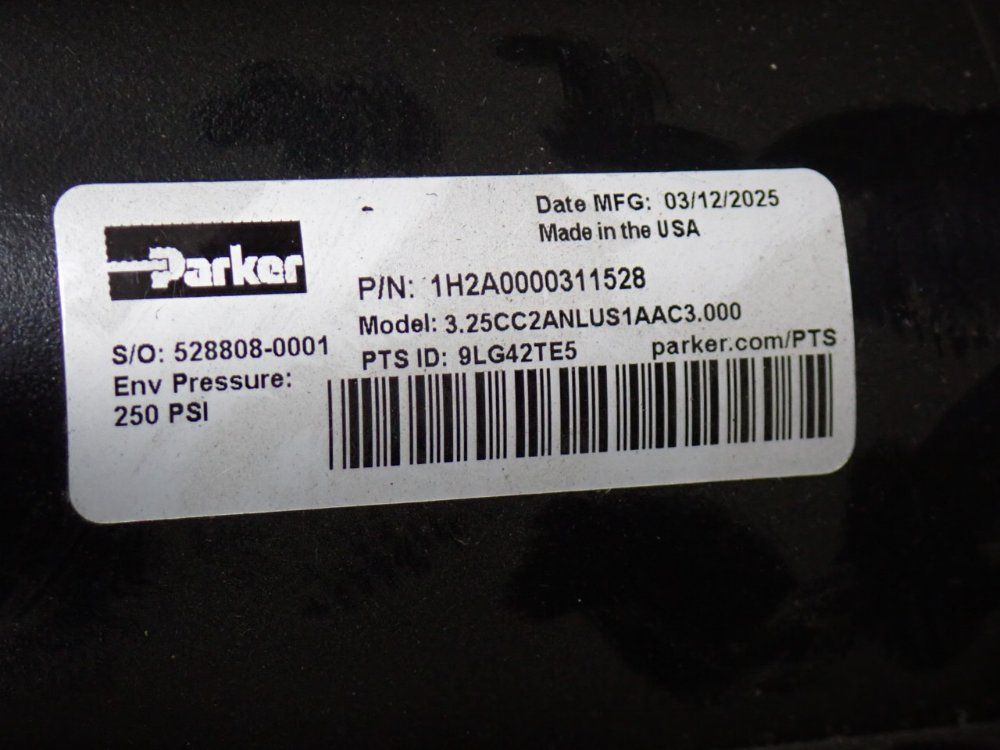 Date MFG: 03/12/2025
Made in the USA
Parker
P/N: 1H2A0000311528
Model: 3.25CC2ANLUS1AAC3.000
S/O: 528808-0001
PTS ID: 9LG42TE5
parker.com/PTS
Env Pressure:
250 PSI